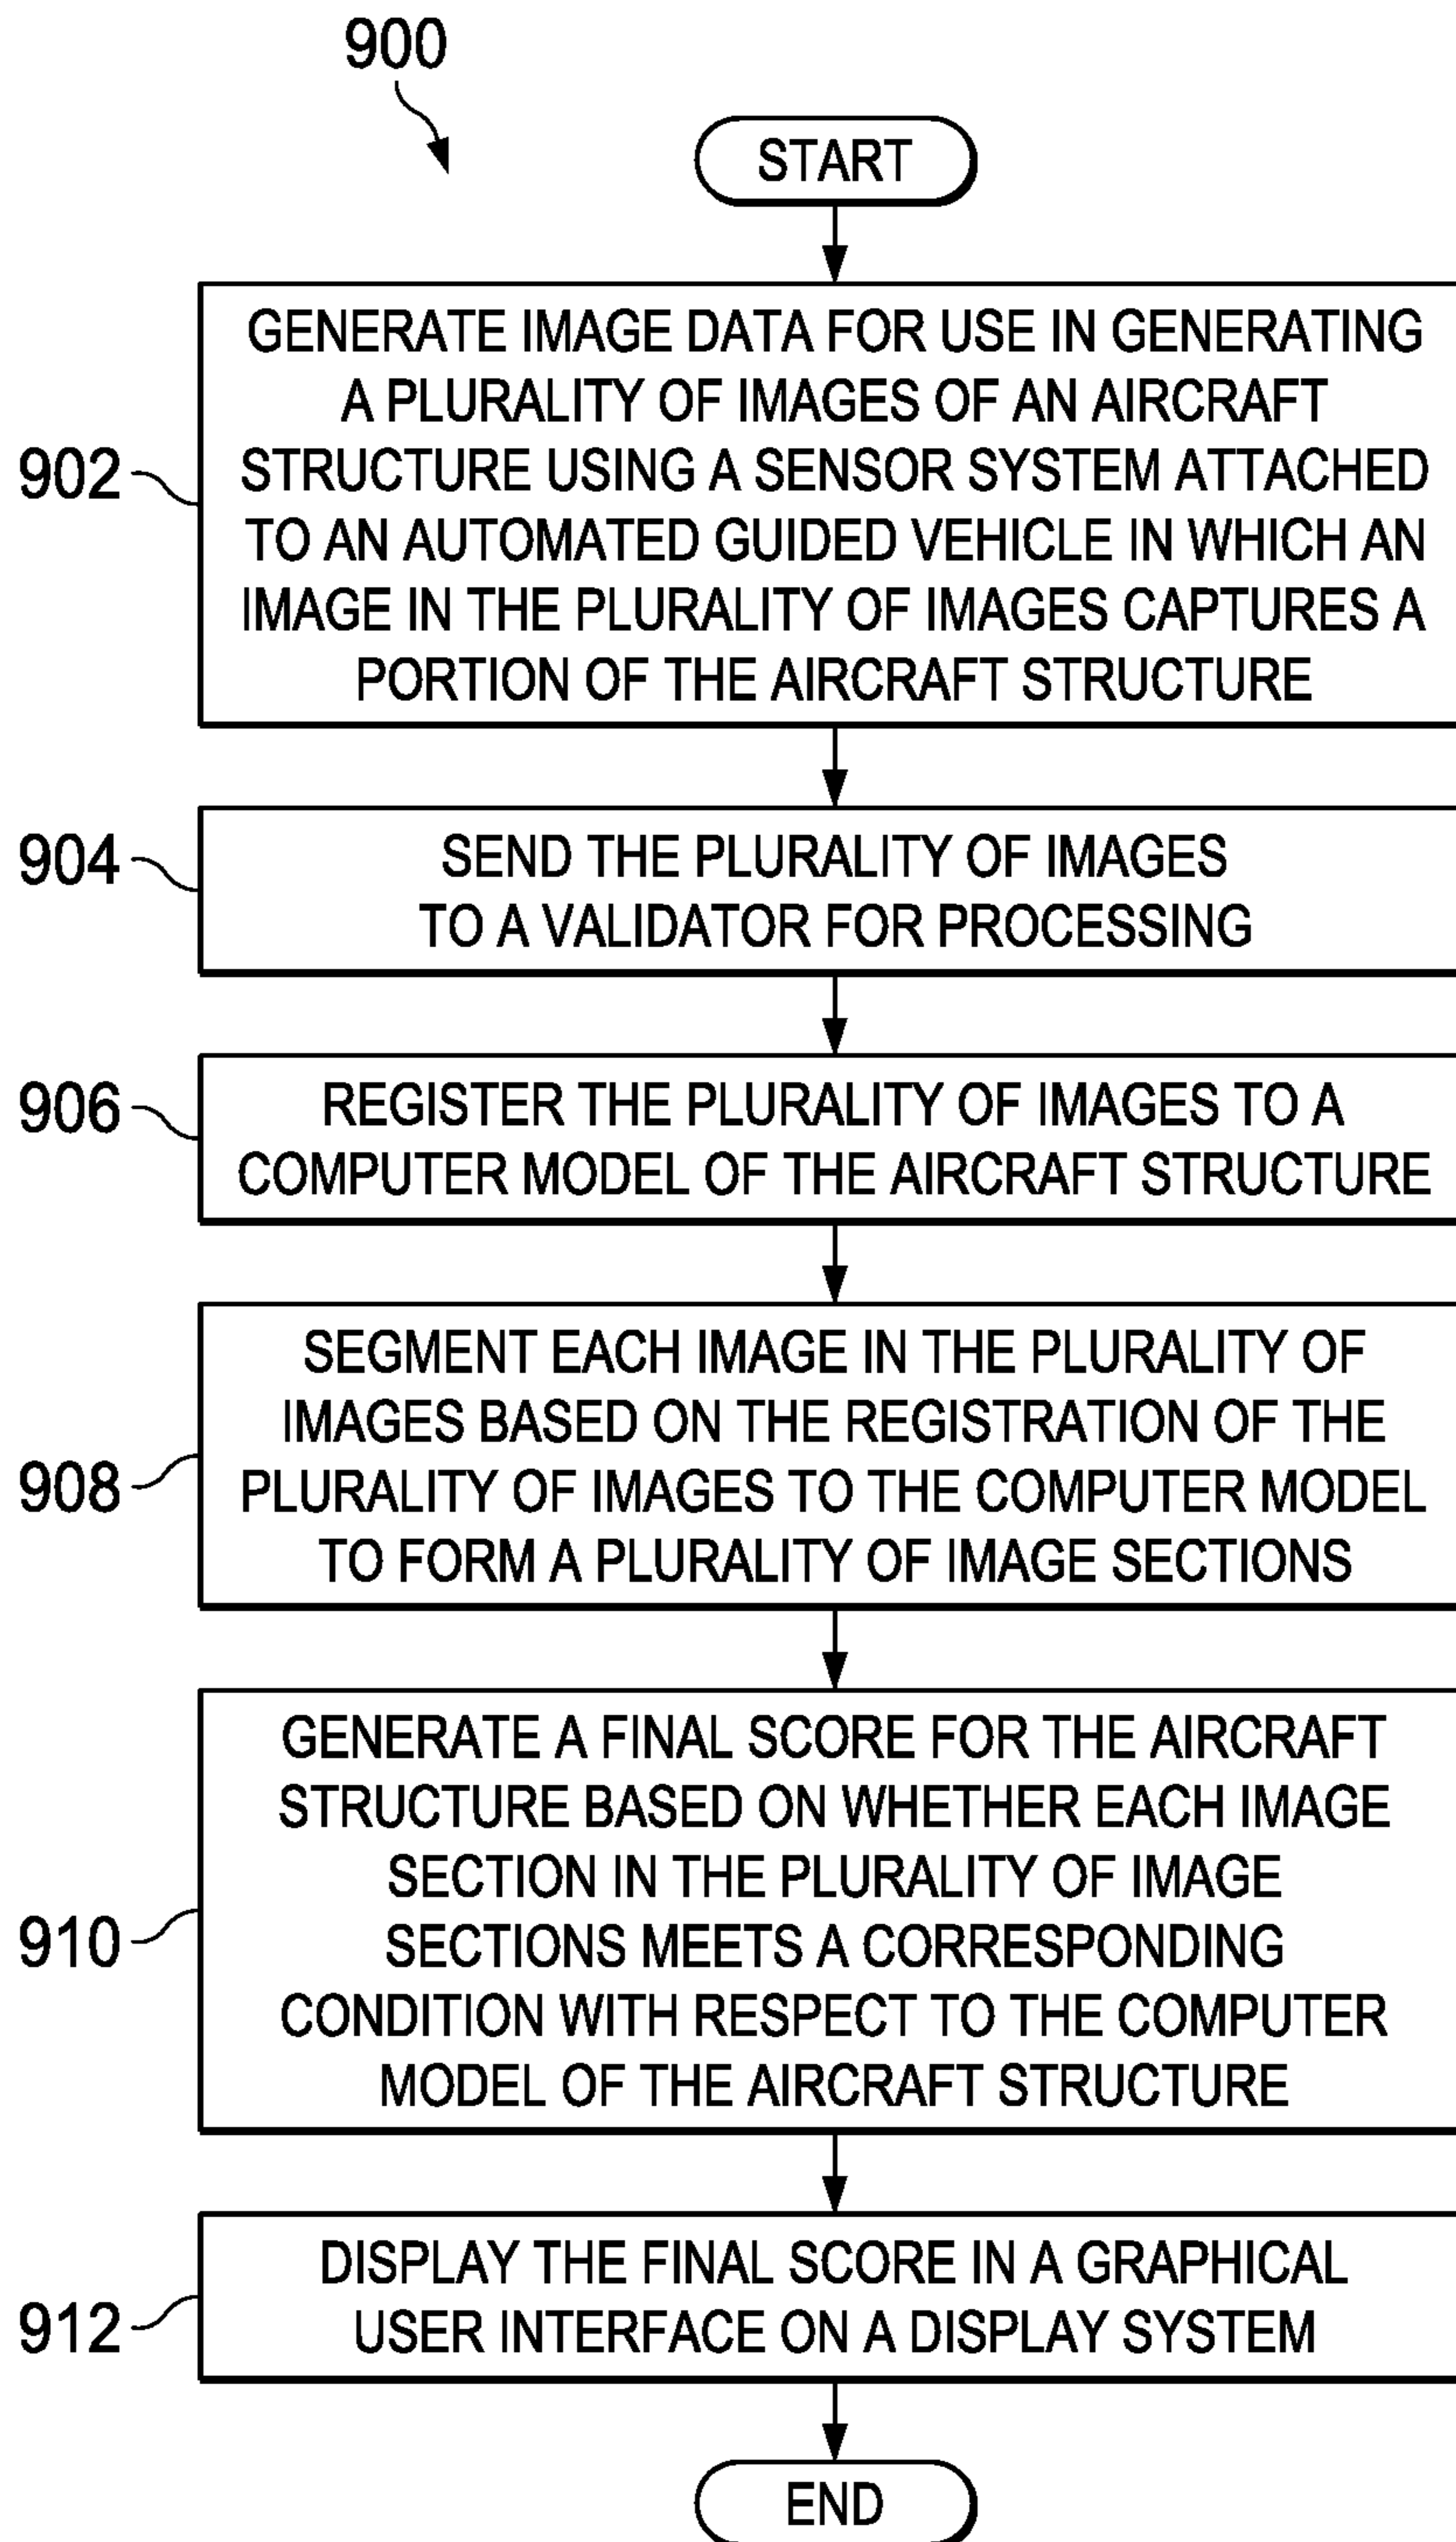 900
START
902
GENERATE IMAGE DATA FOR USE IN GENERATING
A PLURALITY OF IMAGES OF AN AIRCRAFT
STRUCTURE USING A SENSOR SYSTEM ATTACHED
TO AN AUTOMATED GUIDED VEHICLE IN WHICH AN
IMAGE IN THE PLURALITY OF IMAGES CAPTURES A
PORTION OF THE AIRCRAFT STRUCTURE
904
SEND THE PLURALITY OF IMAGES
TO A VALIDATOR FOR PROCESSING
906
REGISTER THE PLURALITY OF IMAGES TO A
COMPUTER MODEL OF THE AIRCRAFT STRUCTURE
908
SEGMENT EACH IMAGE IN THE PLURALITY OF
IMAGES BASED ON THE REGISTRATION OF THE
PLURALITY OF IMAGES TO THE COMPUTER MODEL
TO FORM A PLURALITY OF IMAGE SECTIONS
910
GENERATE A FINAL SCORE FOR THE AIRCRAFT
STRUCTURE BASED ON WHETHER EACH IMAGE
SECTION IN THE PLURALITY OF IMAGE
SECTIONS MEETS A CORRESPONDING
CONDITION WITH RESPECT TO THE COMPUTER
MODEL OF THE AIRCRAFT STRUCTURE
912
DISPLAY THE FINAL SCORE IN A GRAPHICAL
USER INTERFACE ON A DISPLAY SYSTEM
END